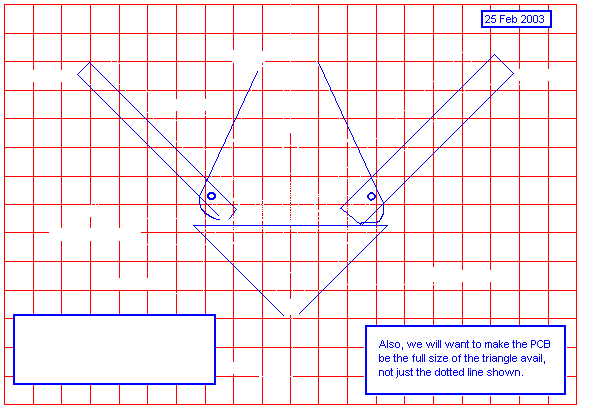 25 Feb 2003
Also, we will want to make the PCB
be the full size of the triangle avail,
not just the dotted line shown.